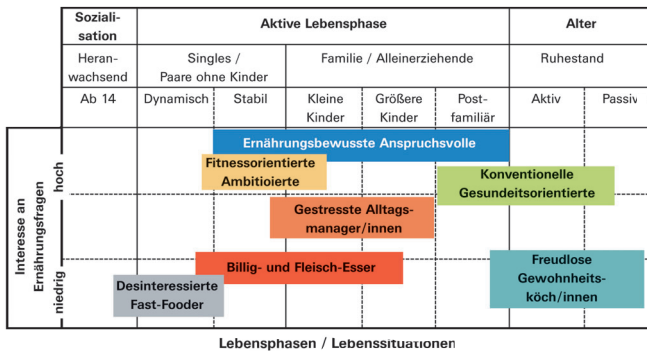 Soziali-
sation
Aktive Lebensphase
Alter
Heran-
wachsend
Singles /
Paare ohne Kinder
Familie / Alleinerziehende
Ruhestand
Ab 14
Dynamisch
Stabil
Kleine
Kinder
Größere
Kinder
Post-
familiär
Aktiv
Passiv
Interesse an
Ernährungsfragen
hoch
niedrig
Ernährungsbewusste Anspruchsvolle
Fitnessorientierte
Ambitioierte
Konventionelle
Gesundeitsorientierte
Gestresste Alltags-
manager/innen
Billig- und Fleisch-Esser
Desinteressierte
Fast-Fooder
Freudlose
Gewohnheits-
köch/innen
Lebensphasen / Lebenssituationen